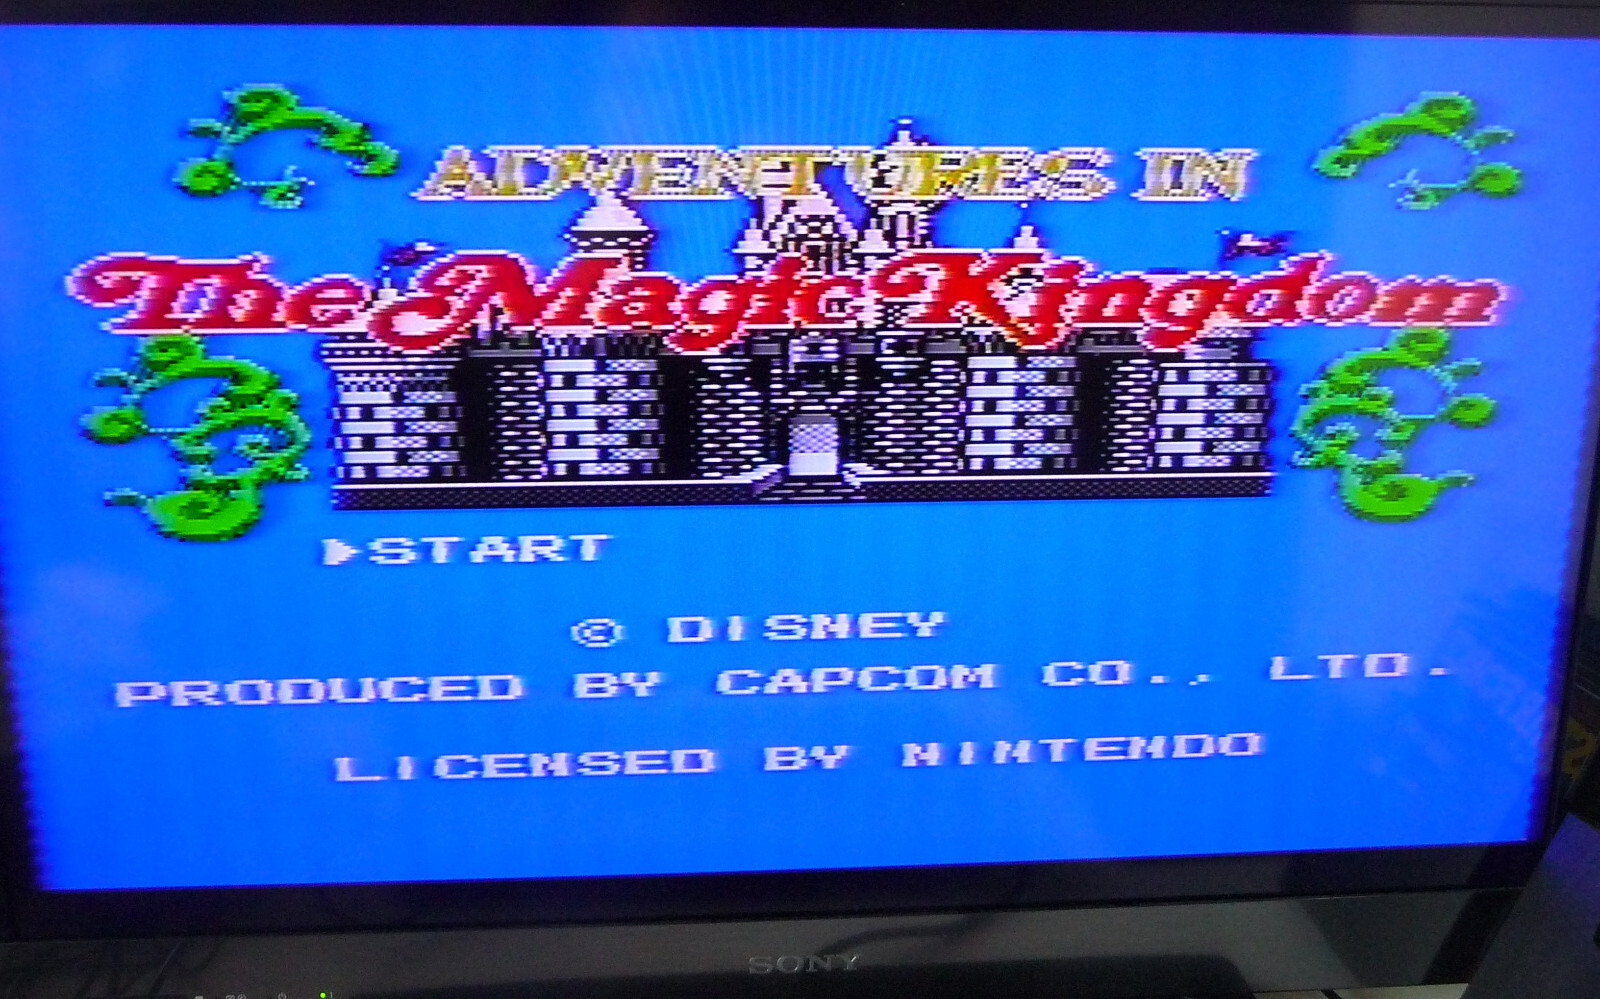 ADVENTURES IN
The Magic Kingdom
START
© DISNEY
PRODUCED BY CAPCOM CO., LTD.
LICENSED BY NINTENDO
SONY